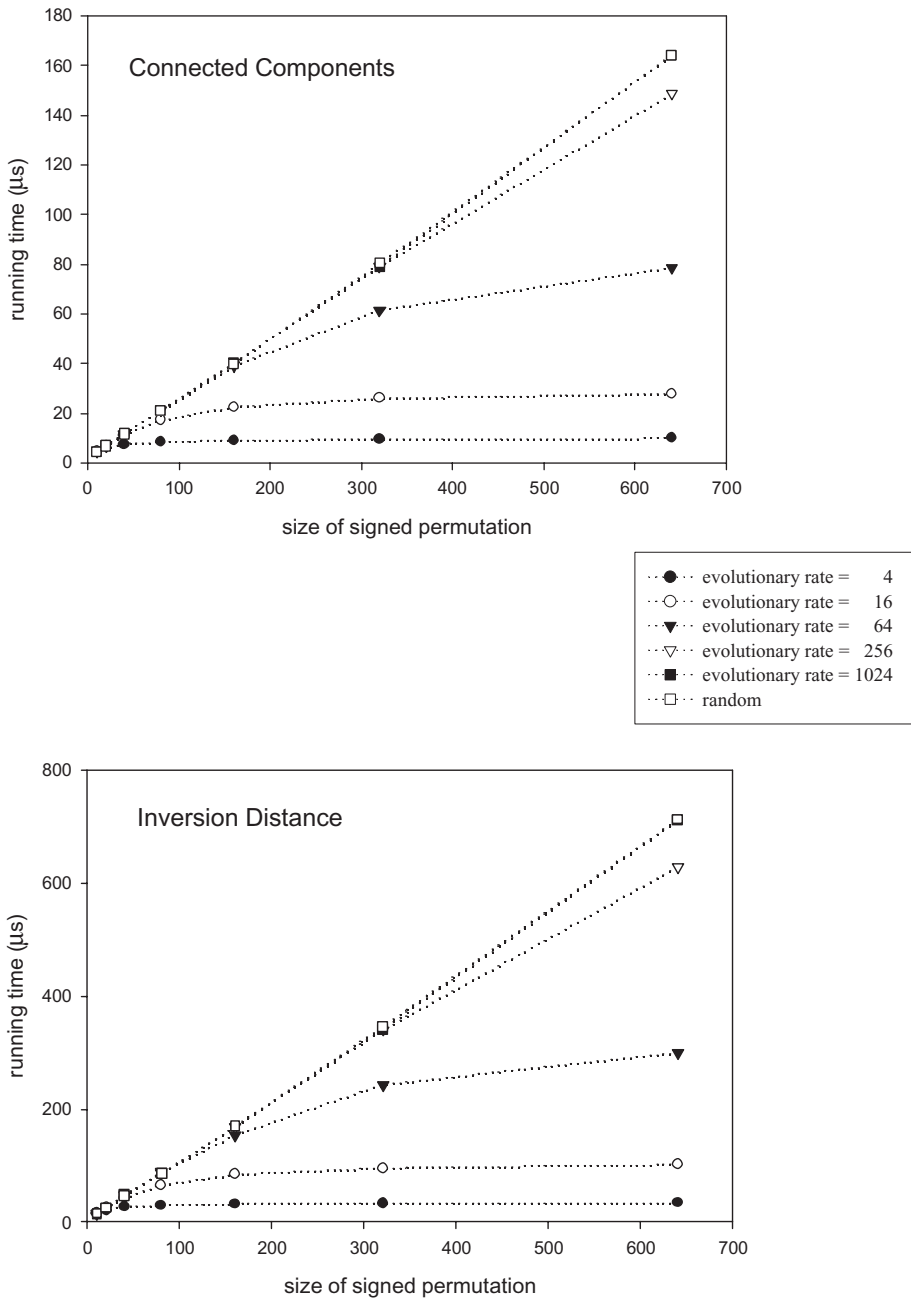 Connected Components
running time (μs)
180
160
140
120
100
80
60
40
20
0
0 100 200 300 400 500 600 700
size of signed permutation
evolutionary rate = 4
evolutionary rate = 16
evolutionary rate = 64
evolutionary rate = 256
evolutionary rate = 1024
random
Inversion Distance
running time (μs)
800
600
400
200
0
0 100 200 300 400 500 600 700
size of signed permutation